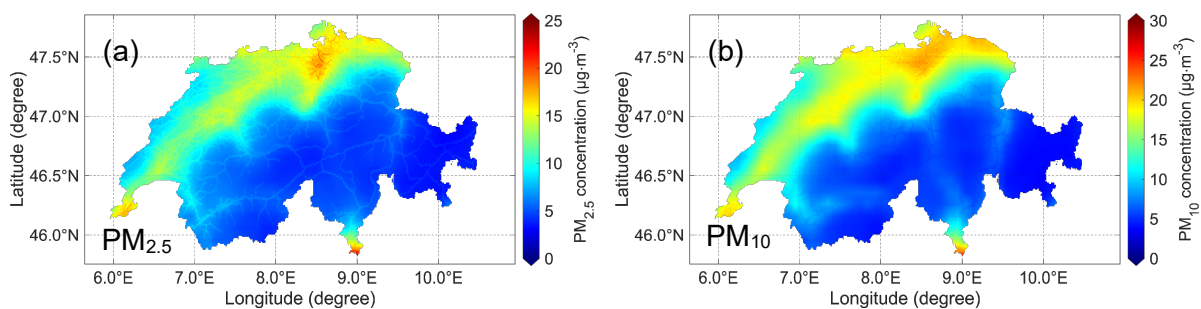 (a)
PM2.5
47.5°N
47.0°N
46.5°N
46.0°N
Latitude (degree)
6.0°E 7.0°E 8.0°E 9.0°E 10.0°E
Longitude (degree)
25
20
15
10
5
0
PM2.5 concentration (μg·m-3)
(b)
PM10
47.5°N
47.0°N
46.5°N
46.0°N
Latitude (degree)
6.0°E 7.0°E 8.0°E 9.0°E 10.0°E
Longitude (degree)
30
25
20
15
10
5
0
PM10 concentration (μg·m-3)